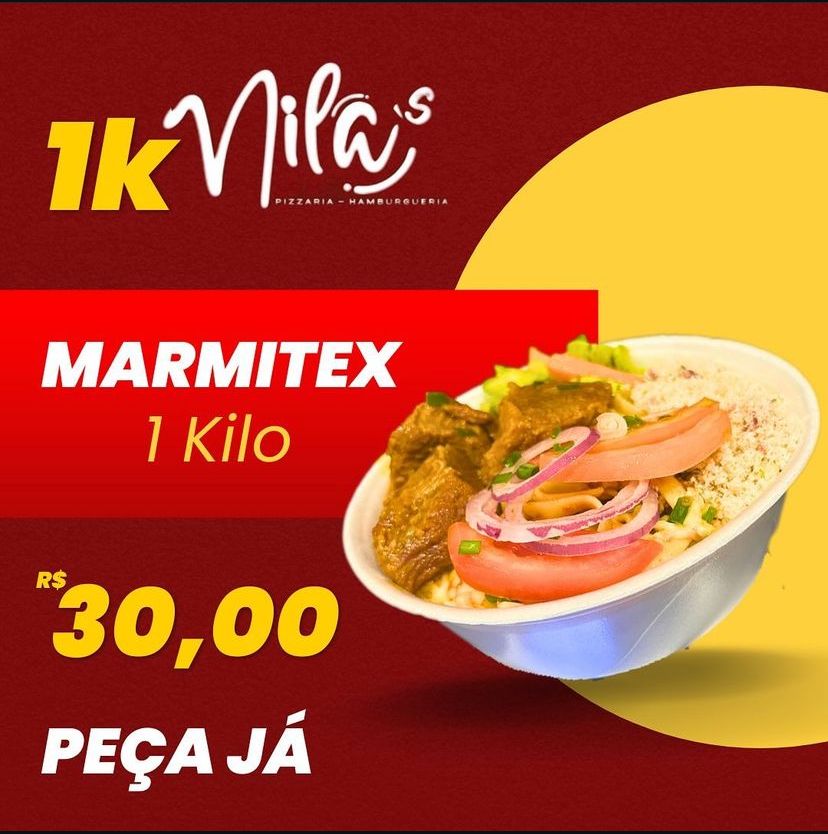 1k Nila's
PIZZARIA - HAMBURGUERIA
MARMITEX
1 Kilo
R$ 30,00
PEÇA JÁ